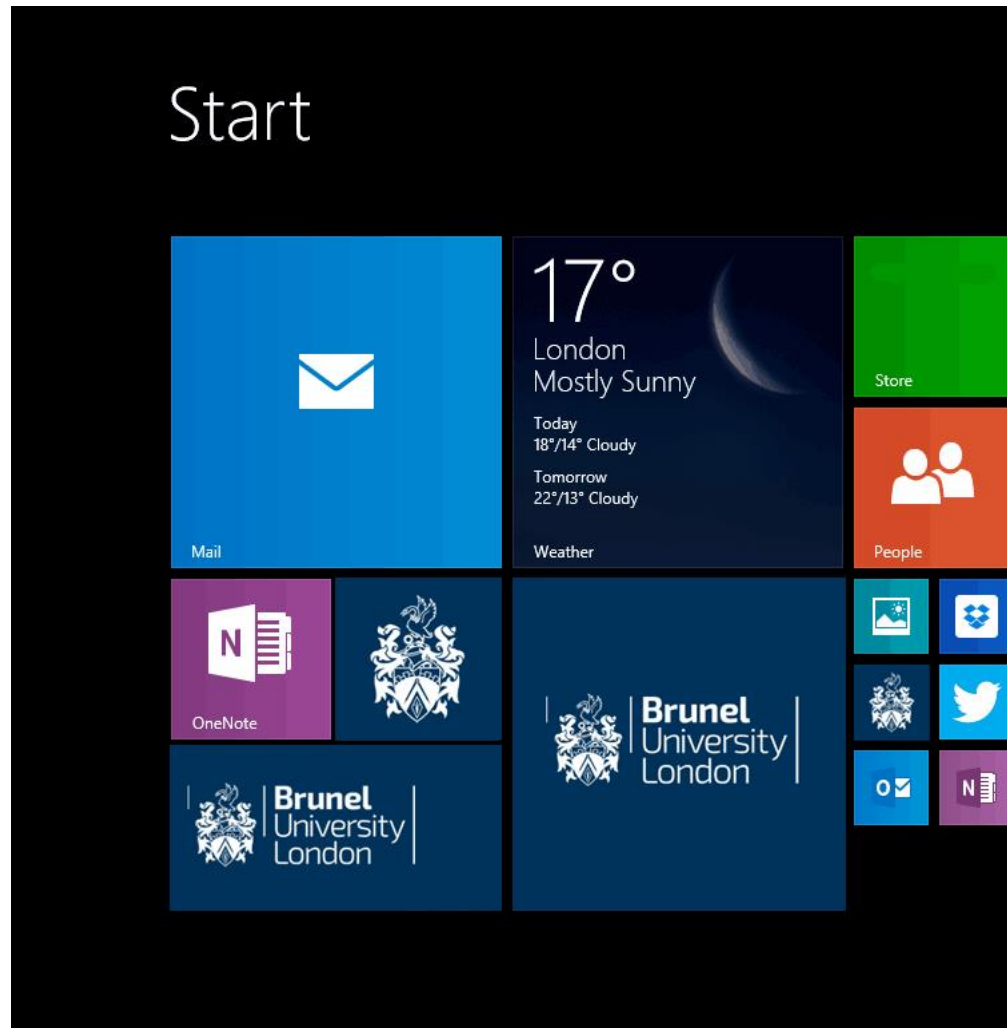 Start
17°
London
Mostly Sunny
Today
18°/14° Cloudy
Tomorrow
22°/13° Cloudy
Mail
Weather
Store
People
N
OneNote
Brunel
University
London
Brunel
University
London
O
N